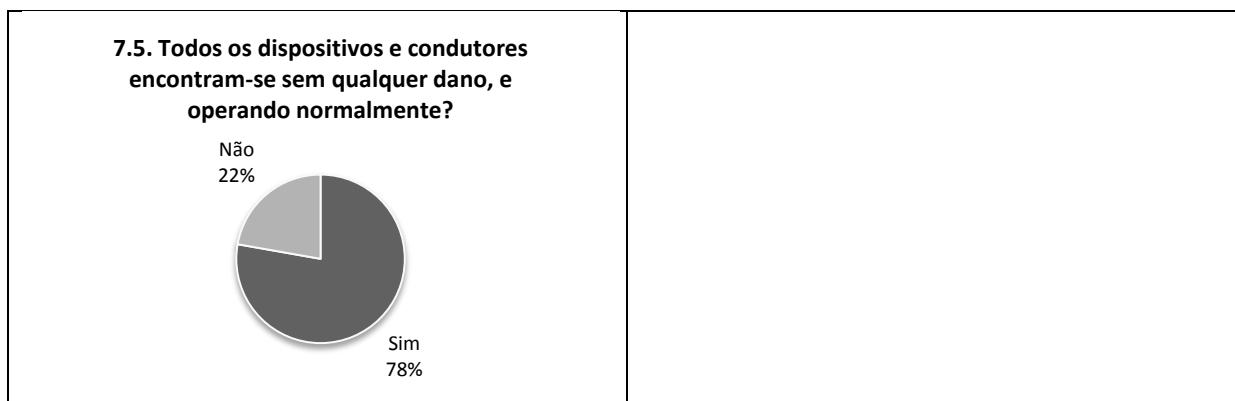 7.5. Todos os dispositivos e condutores
encontram-se sem qualquer dano, e
operando normalmente?
Não
22%
Sim
78%